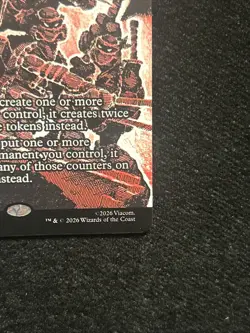 create one or more
control, it creates twice
e tokens instead.
put one or more
manent you control, it
any of those counters on
nstead.
©2026 Viacom.
™ & © 2026 Wizards of the Coast